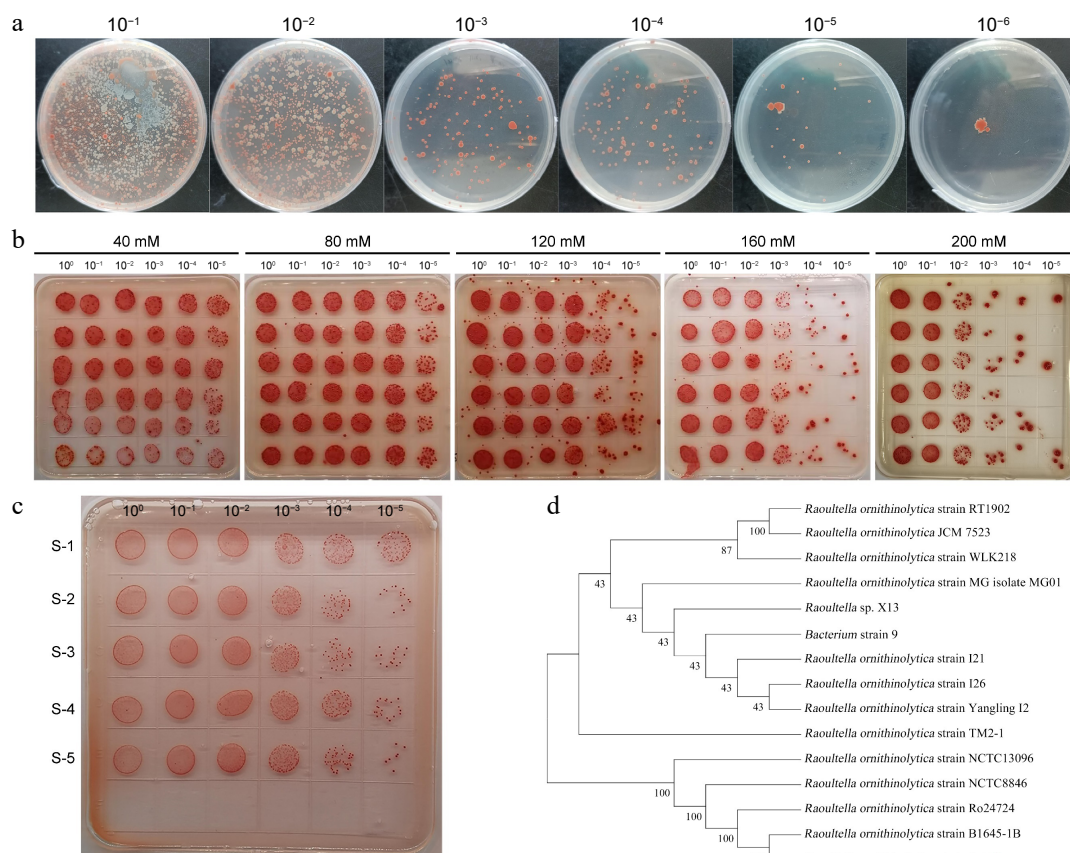 a
10⁻¹ 10⁻² 10⁻³ 10⁻⁴ 10⁻⁵ 10⁻⁶
b
40 mM 80 mM 120 mM 160 mM 200 mM
10⁰ 10⁻¹ 10⁻² 10⁻³ 10⁻⁴ 10⁻⁵ 10⁰ 10⁻¹ 10⁻² 10⁻³ 10⁻⁴ 10⁻⁵ 10⁰ 10⁻¹ 10⁻² 10⁻³ 10⁻⁴ 10⁻⁵ 10⁰ 10⁻¹ 10⁻² 10⁻³ 10⁻⁴ 10⁻⁵ 10⁰ 10⁻¹ 10⁻² 10⁻³ 10⁻⁴ 10⁻⁵
c
10⁰ 10⁻¹ 10⁻² 10⁻³ 10⁻⁴ 10⁻⁵
S-1
S-2
S-3
S-4
S-5
d
Raoultella ornithinolytica strain RT1902
100
Raoultella ornithinolytica JCM 7523
87
Raoultella ornithinolytica strain WLK218
43
Raoultella ornithinolytica strain MG isolate MG01
43
Raoultella sp. X13
43
Bacterium strain 9
43
Raoultella ornithinolytica strain I21
43
Raoultella ornithinolytica strain I26
43
Raoultella ornithinolytica strain Yangling I2
Raoultella ornithinolytica strain TM2-1
Raoultella ornithinolytica strain NCTC13096
100
Raoultella ornithinolytica strain NCTC8846
100
Raoultella ornithinolytica strain Ro24724
100
Raoultella ornithinolytica strain B1645-1B